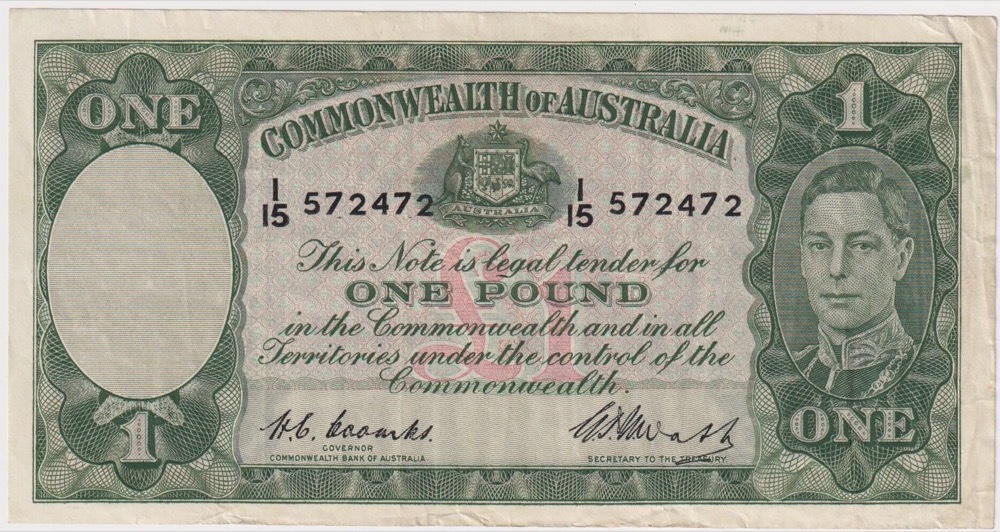 ONE
1
COMMONWEALTH OF AUSTRALIA
I/15 572472
I/15 572472
AUSTRALIA
£1
This Note is legal tender for
ONE POUND
in the Commonwealth and in all
Territories under the control of the
Commonwealth.
H.C. Coombs.
GOVERNOR
COMMONWEALTH BANK OF AUSTRALIA
SECRETARY TO THE TREASURY
1
ONE